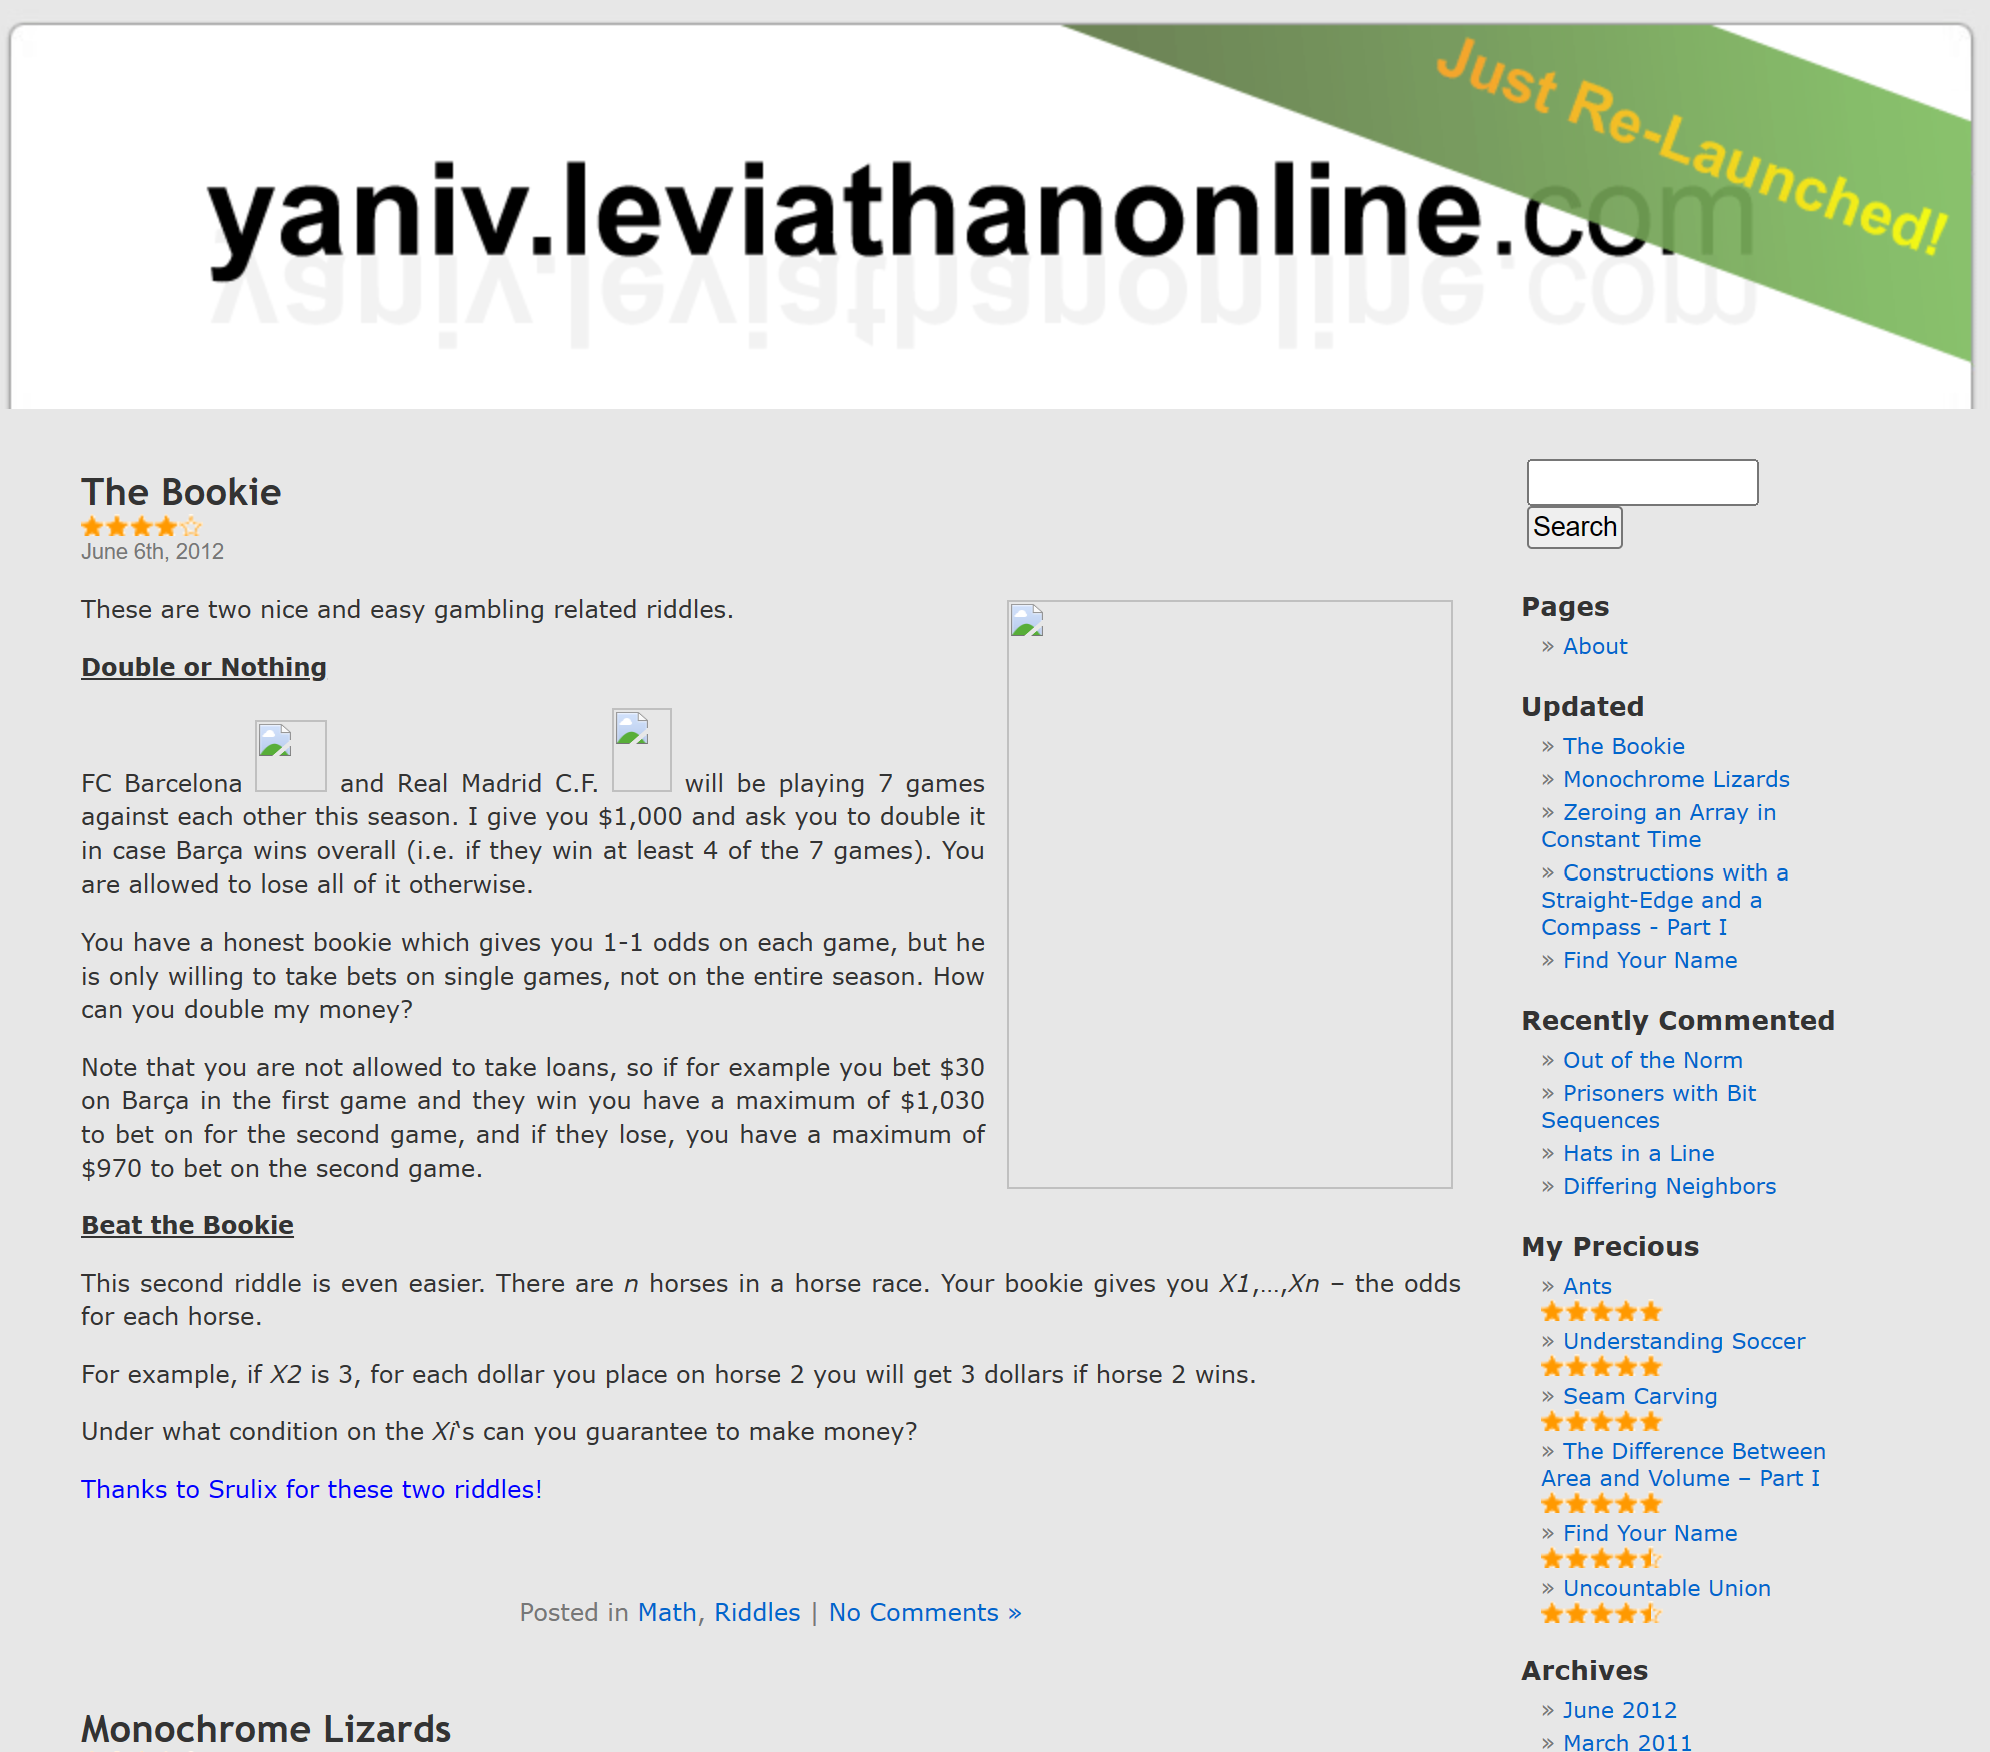 Just Re-Launched!
yaniv.leviathanonline.com
The Bookie
June 6th, 2012
These are two nice and easy gambling related riddles.
Double or Nothing
FC Barcelona and Real Madrid C.F. will be playing 7 games
against each other this season. I give you $1,000 and ask you to double it
in case Barça wins overall (i.e. if they win at least 4 of the 7 games). You
are allowed to lose all of it otherwise.
You have a honest bookie which gives you 1-1 odds on each game, but he
is only willing to take bets on single games, not on the entire season. How
can you double my money?
Note that you are not allowed to take loans, so if for example you bet $30
on Barça in the first game and they win you have a maximum of $1,030
to bet on for the second game, and if they lose, you have a maximum of
$970 to bet on the second game.
Beat the Bookie
This second riddle is even easier. There are n horses in a horse race. Your bookie gives you X1,...,Xn – the odds
for each horse.
For example, if X2 is 3, for each dollar you place on horse 2 you will get 3 dollars if horse 2 wins.
Under what condition on the Xi‘s can you guarantee to make money?
Thanks to Srulix for these two riddles!
Posted in Math, Riddles | No Comments »
Monochrome Lizards
Search
Pages
» About
Updated
» The Bookie
» Monochrome Lizards
» Zeroing an Array in
Constant Time
» Constructions with a
Straight-Edge and a
Compass - Part I
» Find Your Name
Recently Commented
» Out of the Norm
» Prisoners with Bit
Sequences
» Hats in a Line
» Differing Neighbors
My Precious
» Ants
» Understanding Soccer
» Seam Carving
» The Difference Between
Area and Volume – Part I
» Find Your Name
» Uncountable Union
Archives
» June 2012
» March 2011